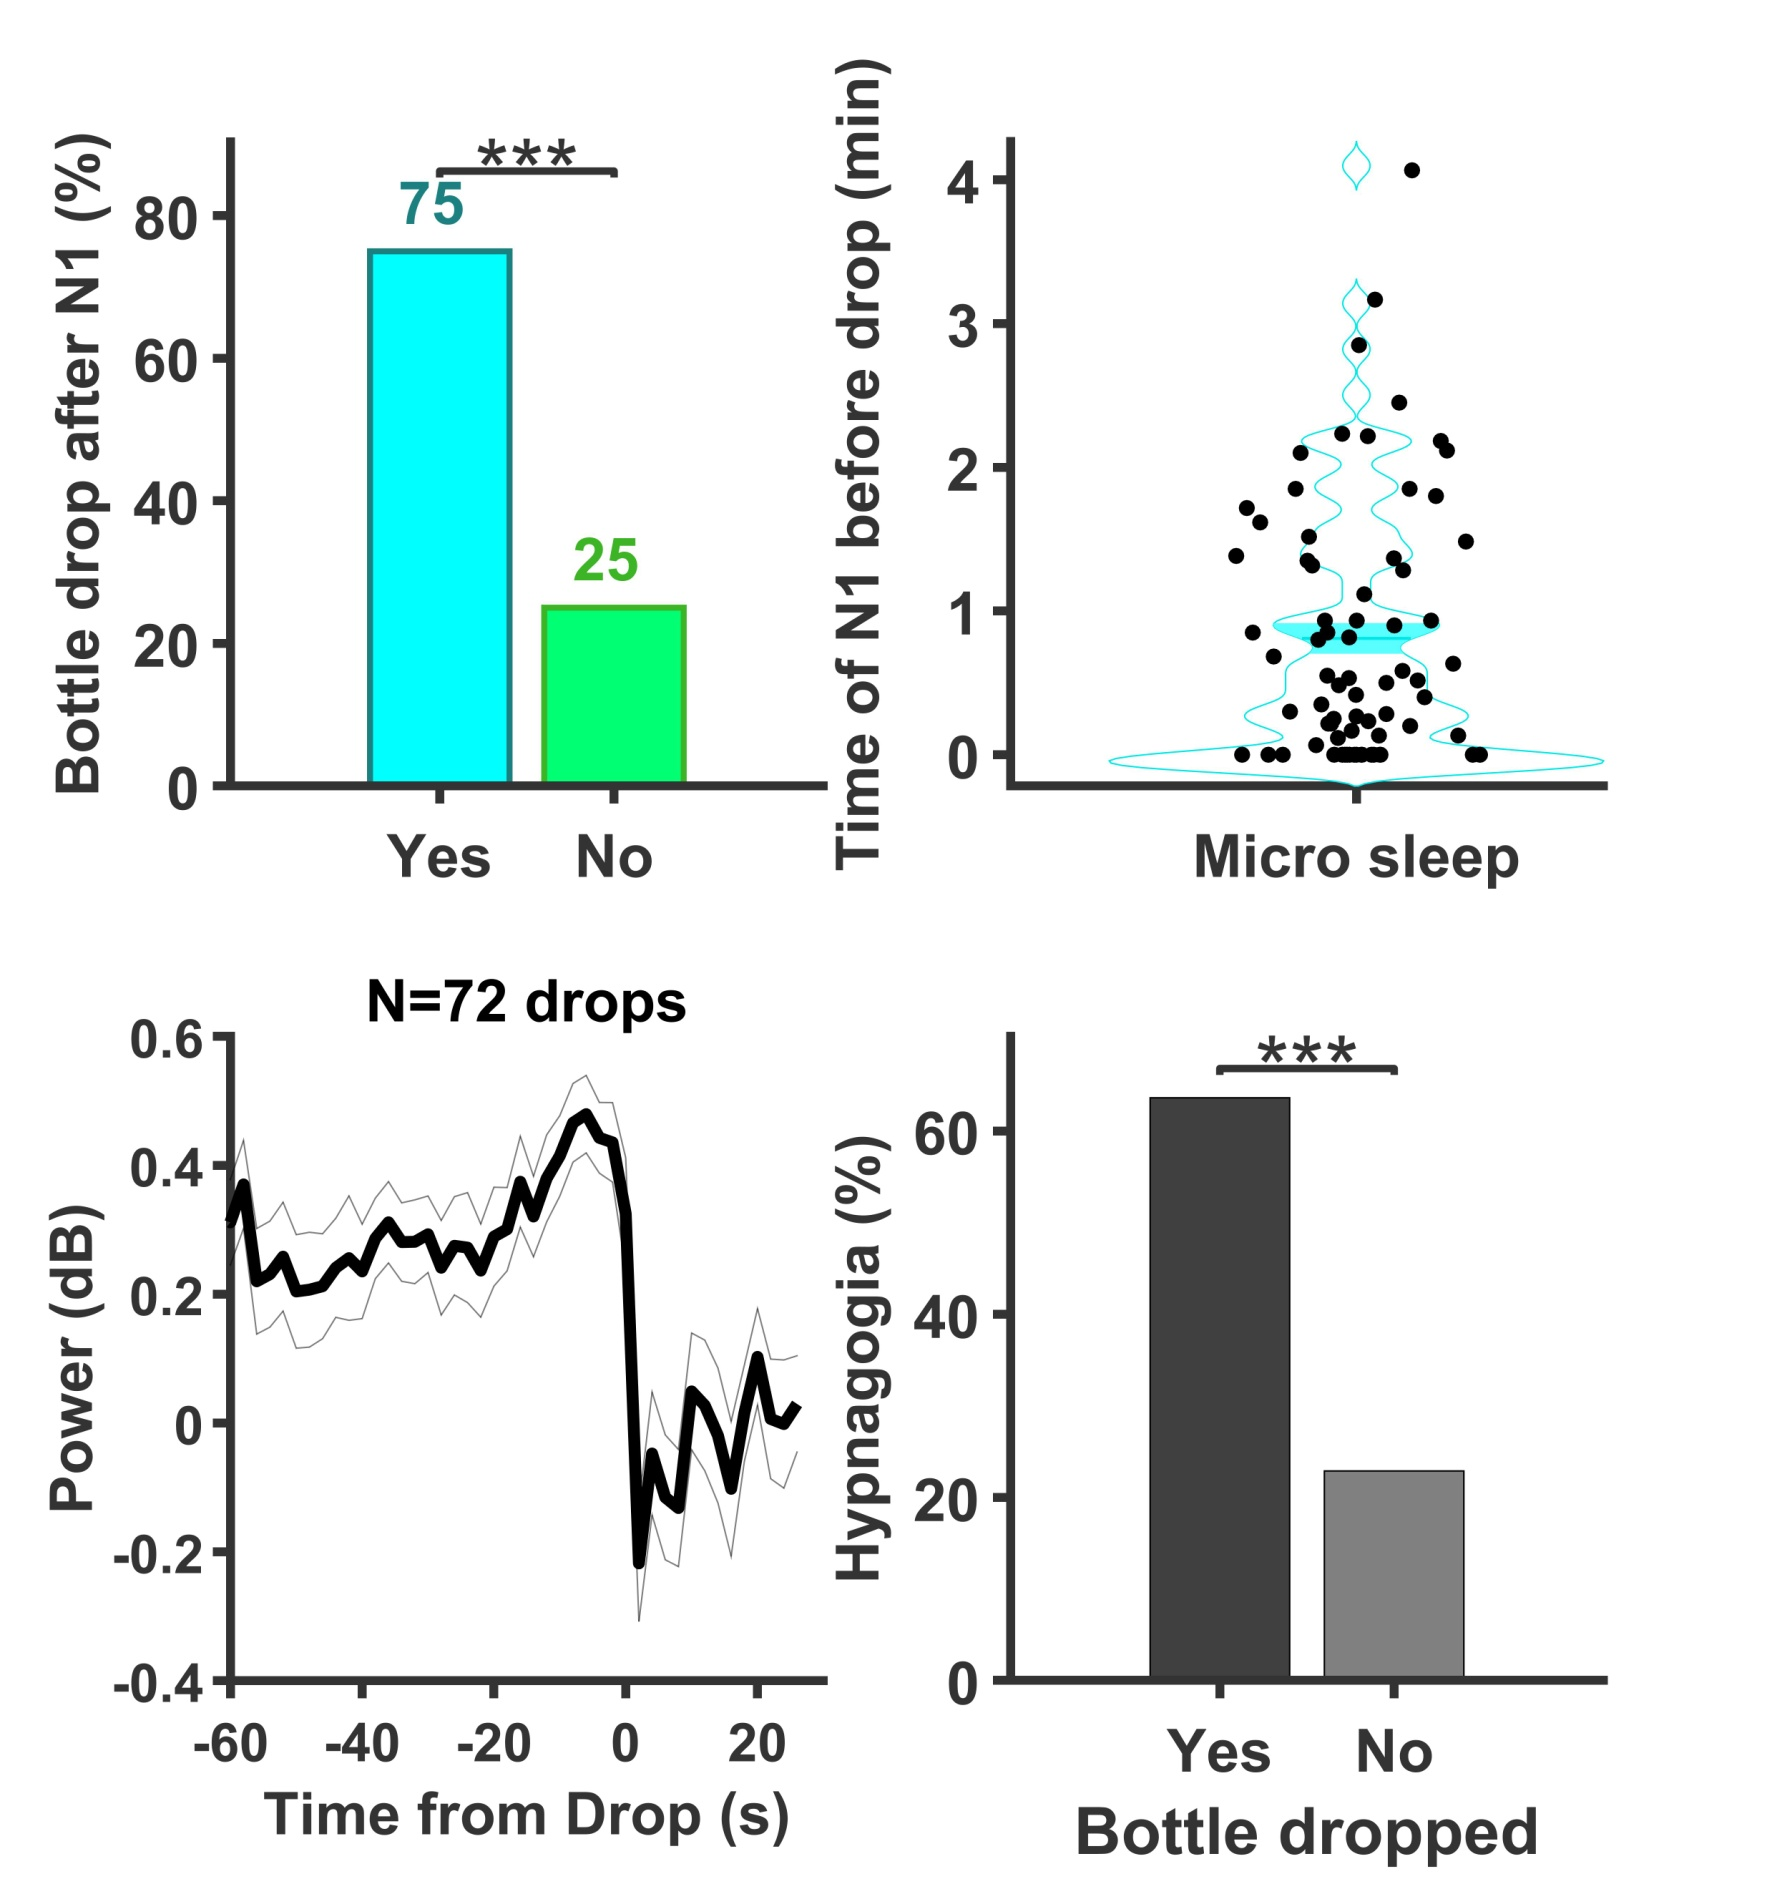 Bottle drop after N1 (%)
80
60
40
20
0
***
75
25
Yes No
Time of N1 before drop (min)
4
3
2
1
0
Micro sleep
N=72 drops
Power (dB)
0.6
0.4
0.2
0
-0.2
-0.4
-60 -40 -20 0 20
Time from Drop (s)
Hypnagogia (%)
60
40
20
0
***
Yes No
Bottle dropped